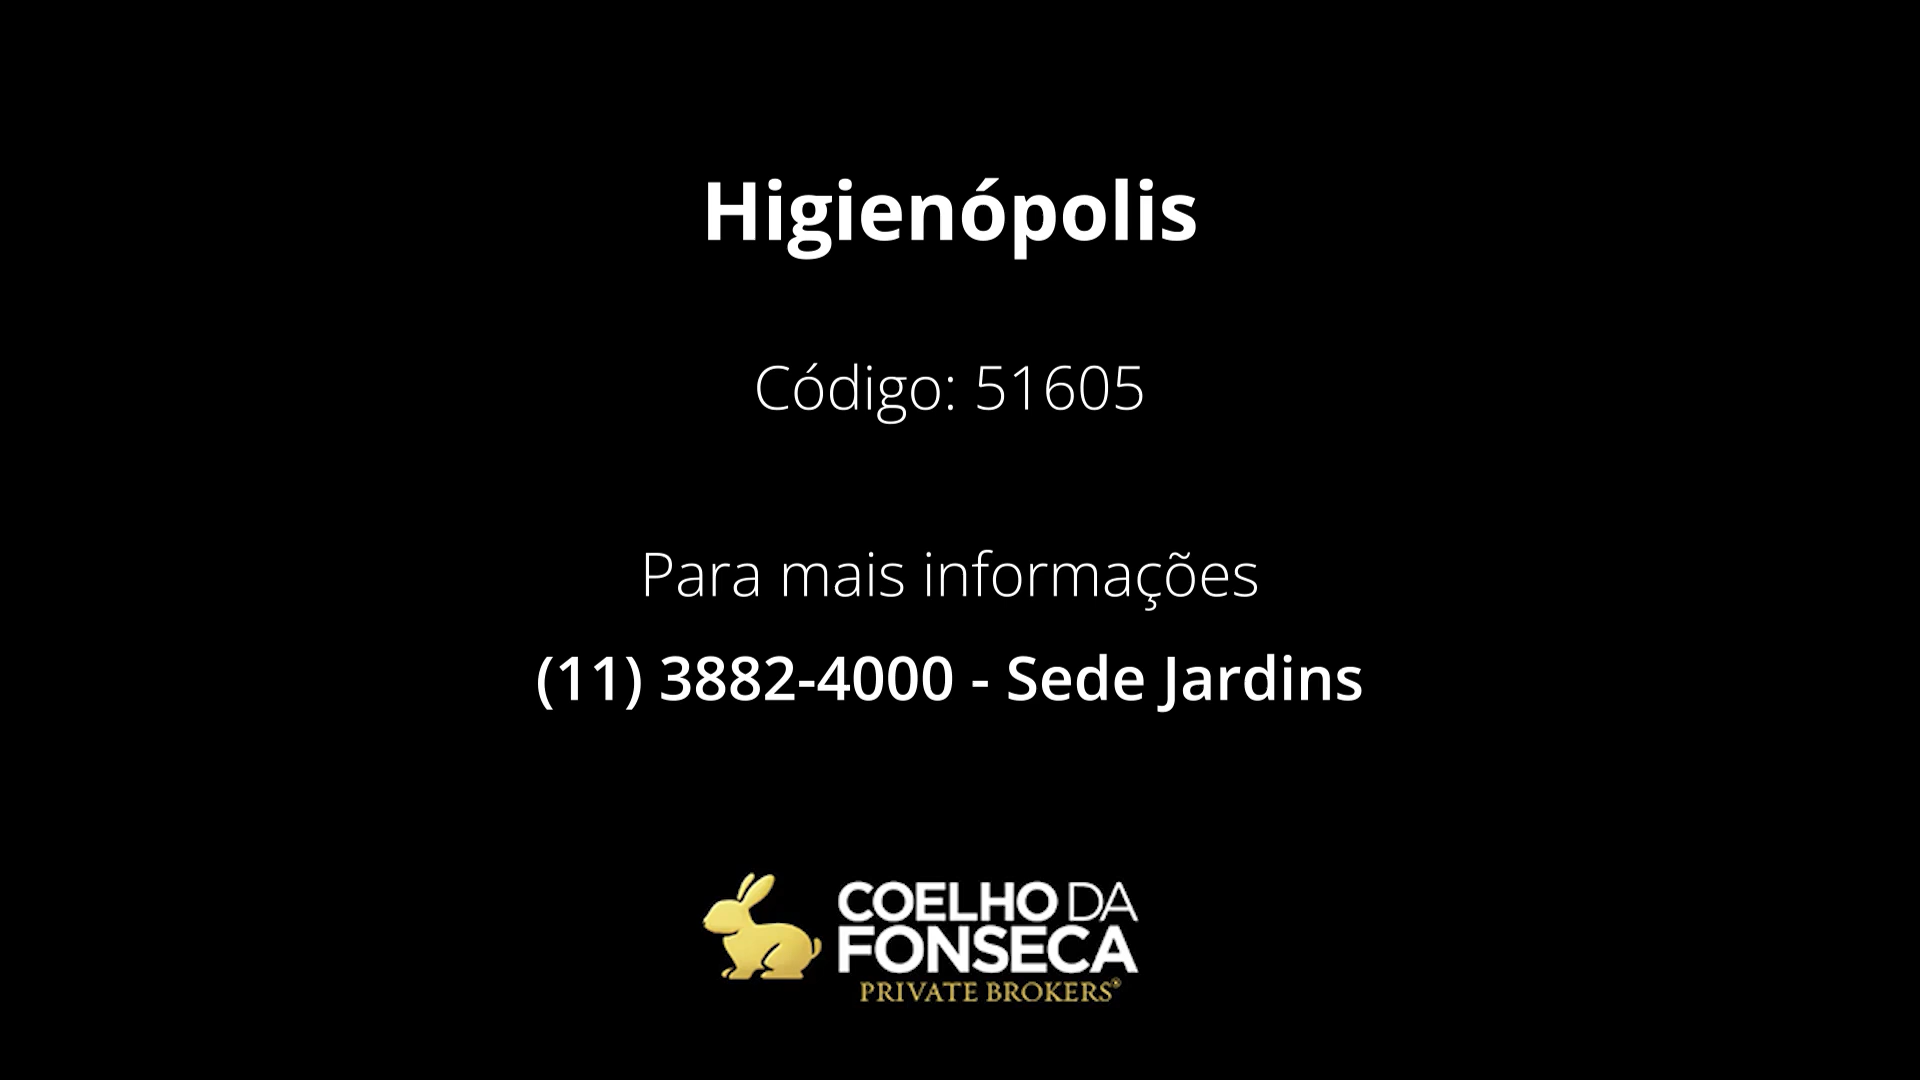 Higienópolis
Código: 51605
Para mais informações
(11) 3882-4000 - Sede Jardins
COELHO DA
FONSECA
PRIVATE BROKERS®